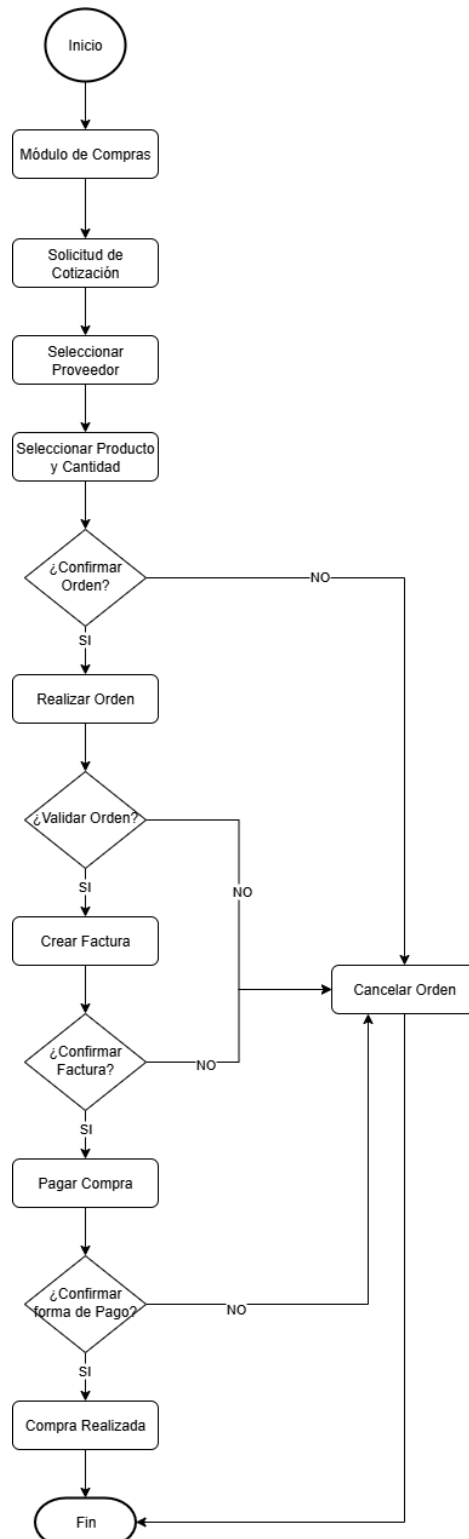 Inicio
Módulo de Compras
Solicitud de
Cotización
Seleccionar
Proveedor
Seleccionar Producto
y Cantidad
¿Confirmar
Orden?
NO
SI
Realizar Orden
¿Validar Orden?
NO
SI
Crear Factura
Cancelar Orden
¿Confirmar
Factura?
NO
SI
Pagar Compra
¿Confirmar
forma de Pago?
NO
SI
Compra Realizada
Fin